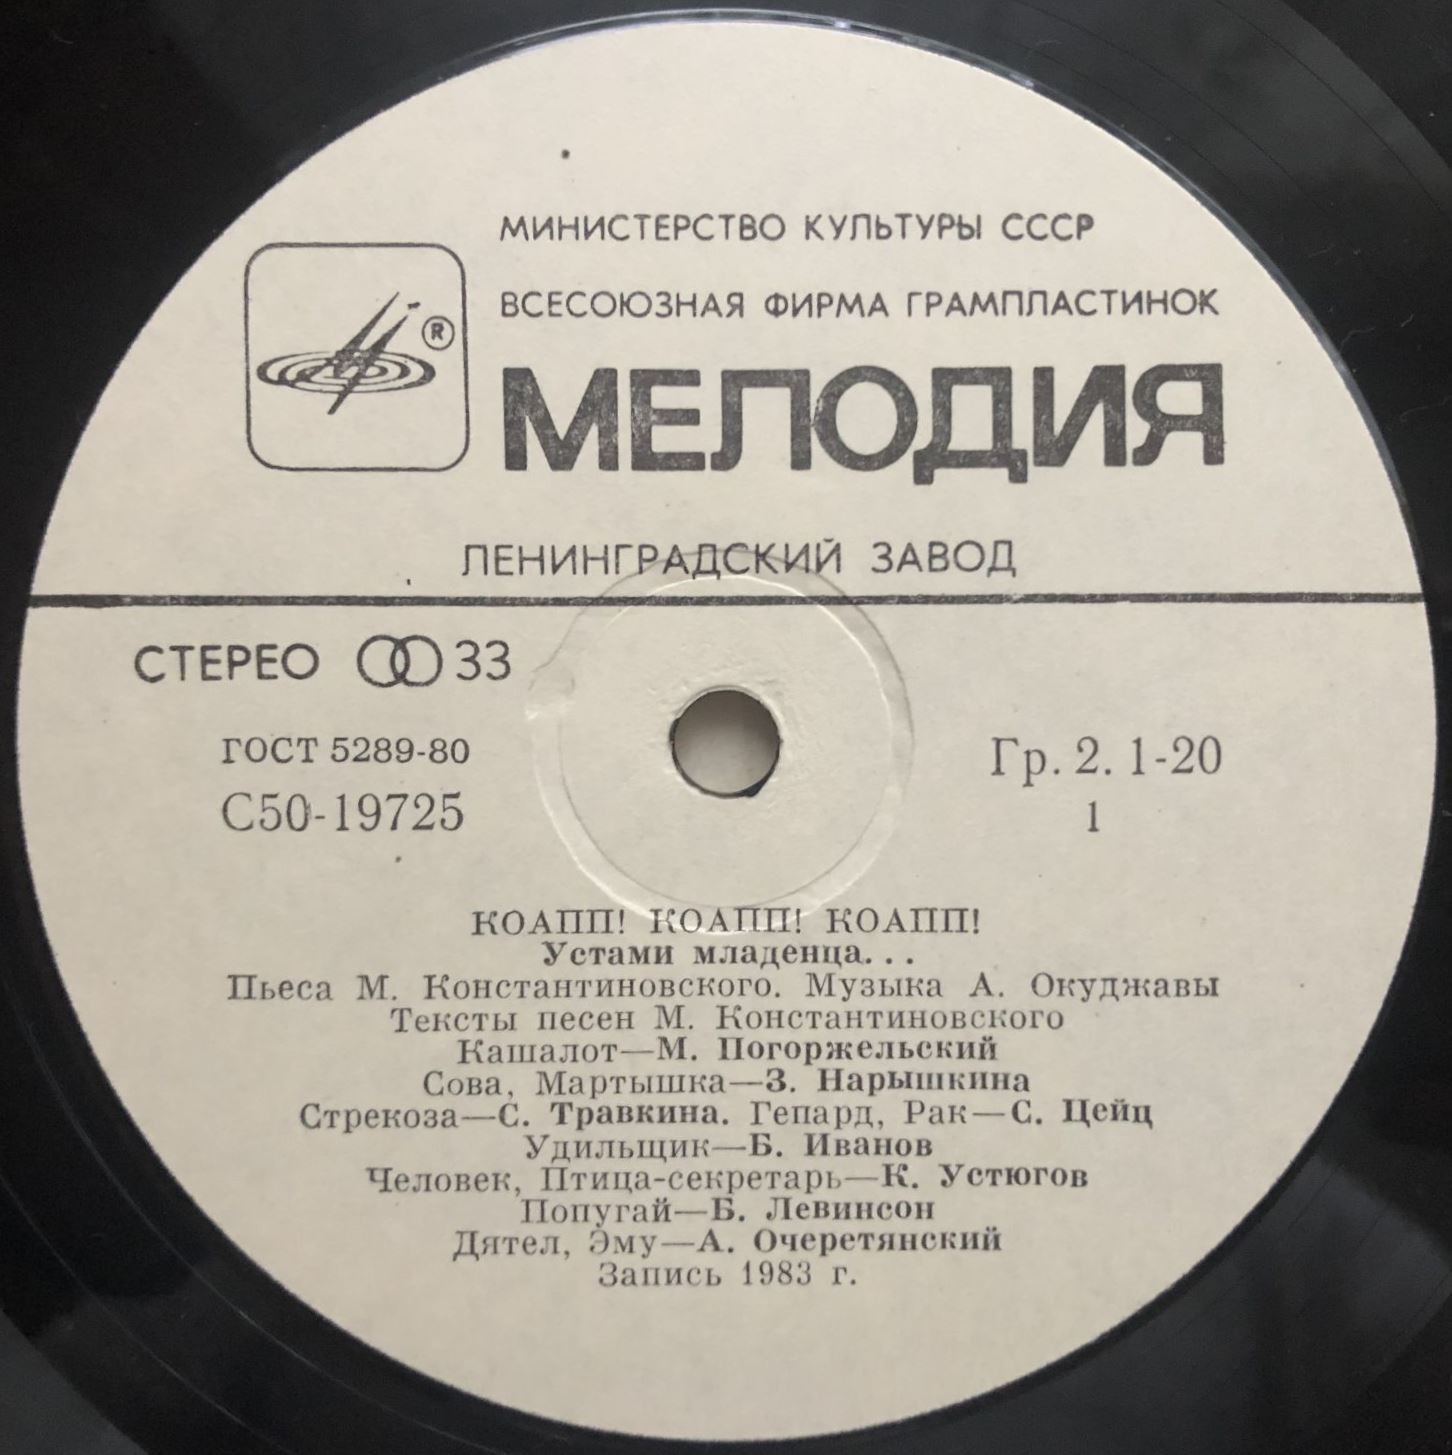 МИНИСТЕРСТВО КУЛЬТУРЫ СССР
ВСЕСОЮЗНАЯ ФИРМА ГРАМПЛАСТИНОК
®
МЕЛОДИЯ
ЛЕНИНГРАДСКИЙ ЗАВОД
СТЕРЕО 33
ГОСТ 5289-80
Гр. 2. 1-20
С50-19725
1
КОАПП! КОАПП! КОАПП!
Устами младенца...
Пьеса М. Константиновского. Музыка А. Окуджавы
Тексты песен М. Константиновского
Кашалот—М. Погоржельский
Сова, Мартышка—З. Нарышкина
Стрекоза—С. Травкина. Гепард, Рак—С. Цейц
Удильщик—Б. Иванов
Человек, Птица-секретарь—К. Устюгов
Попугай—Б. Левинсон
Дятел, Эму—А. Очеретянский
Запись 1983 г.